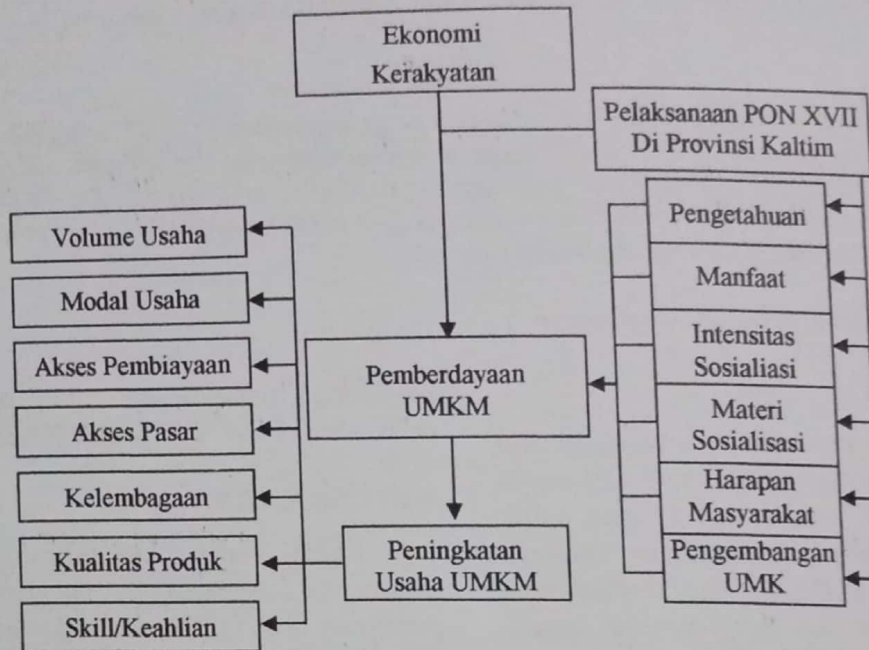 Ekonomi
Kerakyatan
Pelaksanaan PON XVII
Di Provinsi Kaltim
Pengetahuan
Manfaat
Intensitas
Sosialiasi
Materi
Sosialisasi
Harapan
Masyarakat
Pengembangan
UMK
Pemberdayaan
UMKM
Peningkatan
Usaha UMKM
Volume Usaha
Modal Usaha
Akses Pembiayaan
Akses Pasar
Kelembagaan
Kualitas Produk
Skill/Keahlian